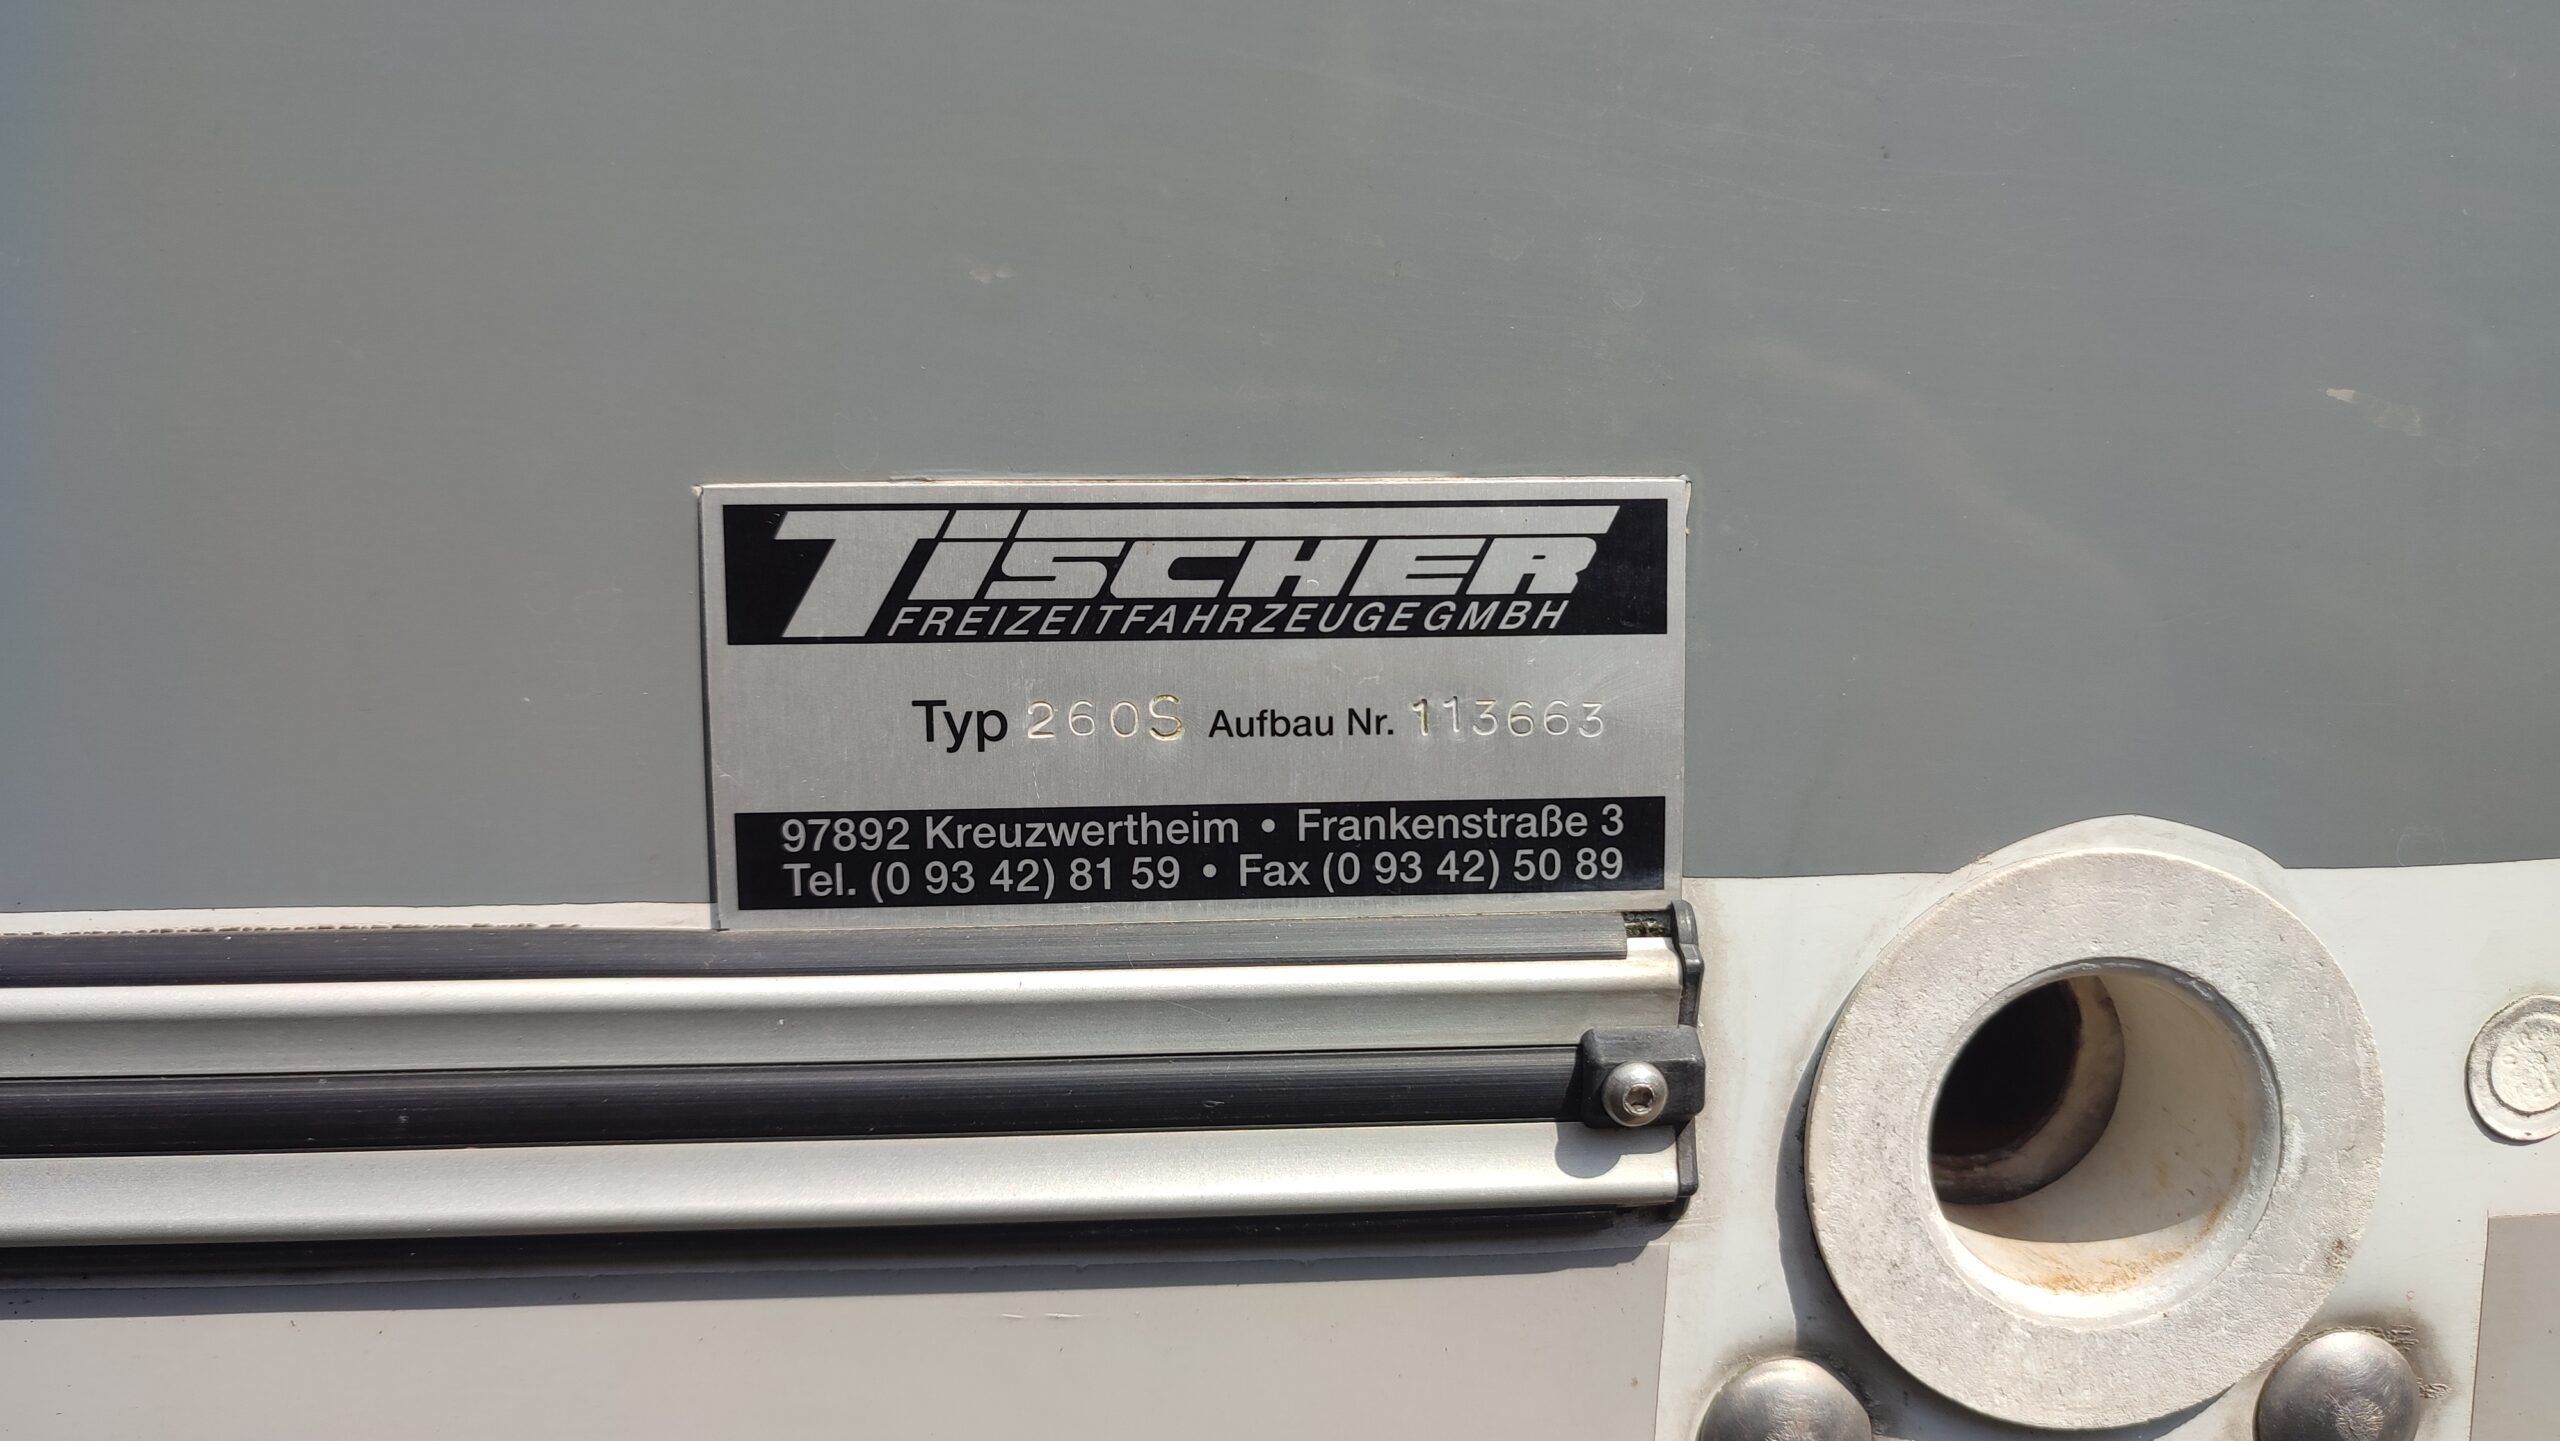 TISCHER
FREIZEITFAHRZEUGE GMBH
Typ 260S Aufbau Nr. 113663
97892 Kreuzwertheim • Frankenstraße 3
Tel. (0 93 42) 81 59 • Fax (0 93 42) 50 89